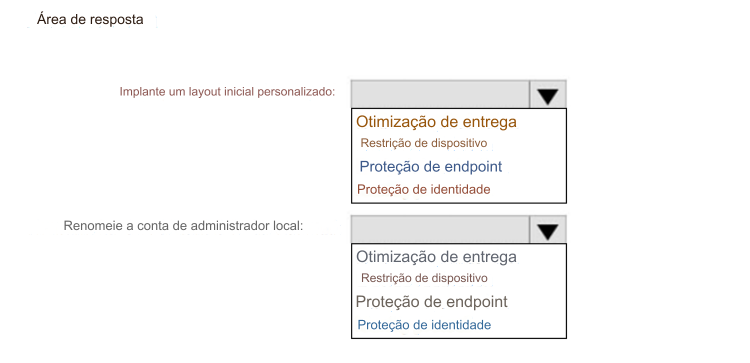 Área de resposta
Implante um layout inicial personalizado:
Otimização de entrega
Restrição de dispositivo
Proteção de endpoint
Proteção de identidade
Renomeie a conta de administrador local:
Otimização de entrega
Restrição de dispositivo
Proteção de endpoint
Proteção de identidade